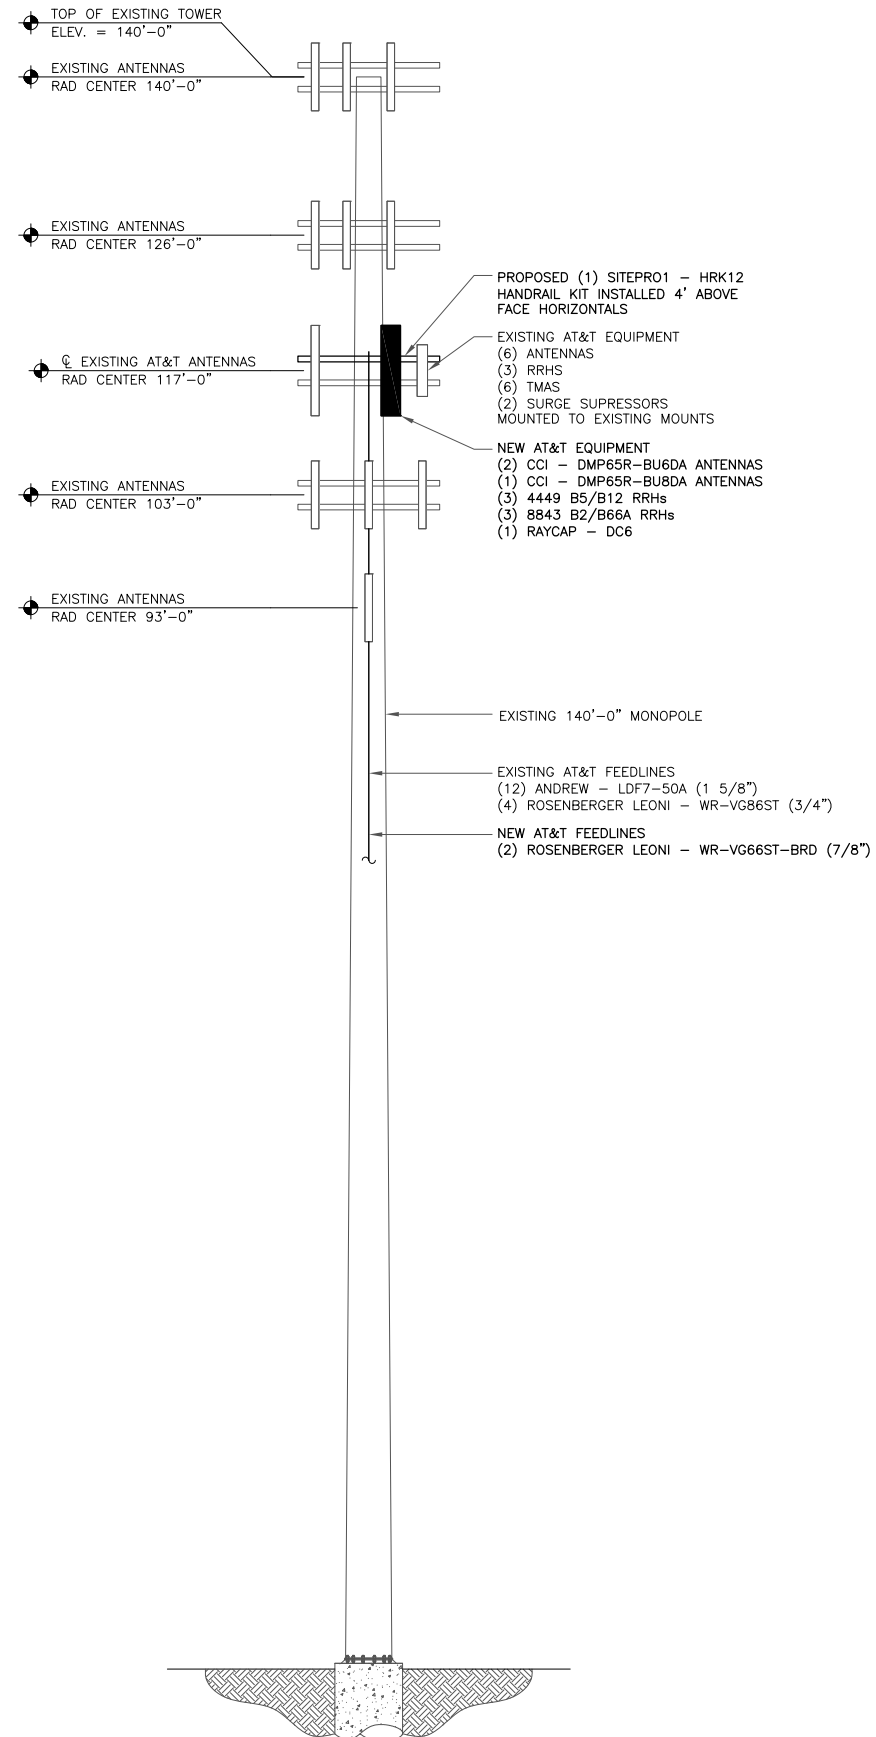 TOP OF EXISTING TOWER
ELEV. = 140'-0"
EXISTING ANTENNAS
RAD CENTER 140'-0"
EXISTING ANTENNAS
RAD CENTER 126'-0"
PROPOSED (1) SITEPRO1 - HRK12
HANDRAIL KIT INSTALLED 4' ABOVE
FACE HORIZONTALS
EXISTING AT&T EQUIPMENT
(6) ANTENNAS
(3) RRHS
(6) TMAS
(2) SURGE SUPRESSORS
MOUNTED TO EXISTING MOUNTS
℄ EXISTING AT&T ANTENNAS
RAD CENTER 117'-0"
NEW AT&T EQUIPMENT
(2) CCI - DMP65R-BU6DA ANTENNAS
(1) CCI - DMP65R-BU8DA ANTENNAS
(3) 4449 B5/B12 RRHs
(3) 8843 B2/B66A RRHs
(1) RAYCAP - DC6
EXISTING ANTENNAS
RAD CENTER 103'-0"
EXISTING ANTENNAS
RAD CENTER 93'-0"
EXISTING 140'-0" MONOPOLE
EXISTING AT&T FEEDLINES
(12) ANDREW - LDF7-50A (1 5/8")
(4) ROSENBERGER LEONI - WR-VG86ST (3/4")
NEW AT&T FEEDLINES
(2) ROSENBERGER LEONI - WR-VG66ST-BRD (7/8")